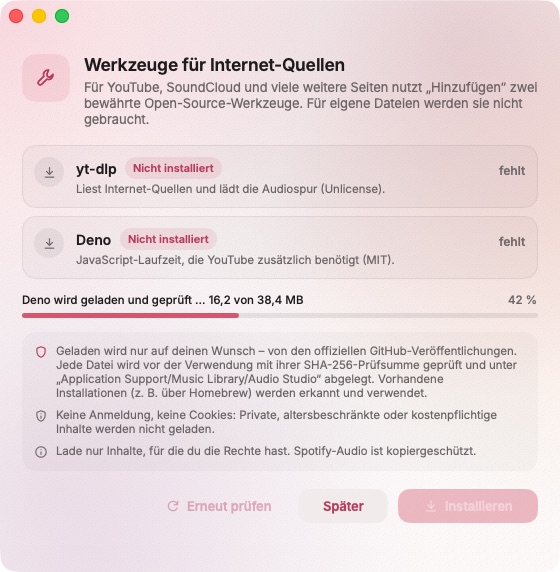 Werkzeuge für Internet-Quellen
Für YouTube, SoundCloud und viele weitere Seiten nutzt „Hinzufügen“ zwei
bewährte Open-Source-Werkzeuge. Für eigene Dateien werden sie nicht
gebraucht.
yt-dlp Nicht installiert fehlt
Liest Internet-Quellen und lädt die Audiospur (Unlicense).
Deno Nicht installiert fehlt
JavaScript-Laufzeit, die YouTube zusätzlich benötigt (MIT).
Deno wird geladen und geprüft ... 16,2 von 38,4 MB 42 %
Geladen wird nur auf deinen Wunsch – von den offiziellen GitHub-Veröffentlichungen.
Jede Datei wird vor der Verwendung mit ihrer SHA-256-Prüfsumme geprüft und unter
„Application Support/Music Library/Audio Studio“ abgelegt. Vorhandene
Installationen (z. B. über Homebrew) werden erkannt und verwendet.
Keine Anmeldung, keine Cookies: Private, altersbeschränkte oder kostenpflichtige
Inhalte werden nicht geladen.
Lade nur Inhalte, für die du die Rechte hast. Spotify-Audio ist kopiergeschützt.
Erneut prüfen Später Installieren